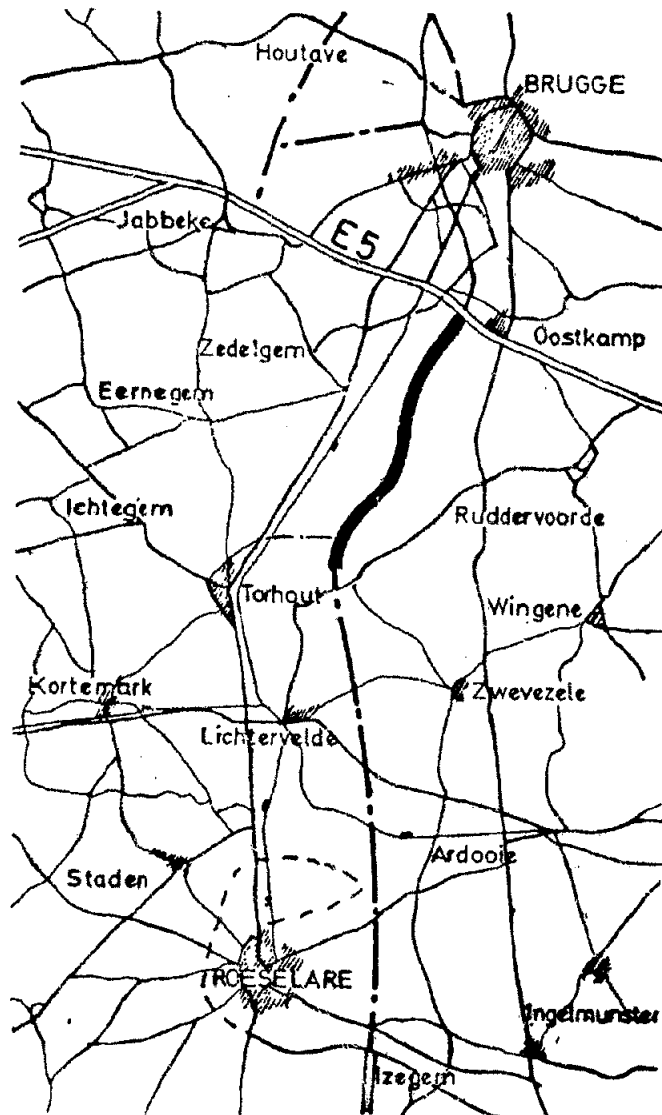 Houtave
BRUGGE
Jabbeke
E5
Oostkamp
Zedelgem
Eernegem
Ichtegem
Ruddervoorde
Torhout
Wingene
Kortemark
Zwevezele
Lichtervelde
Ardooie
Staden
ROESELARE
Ingelmunster
Izegem